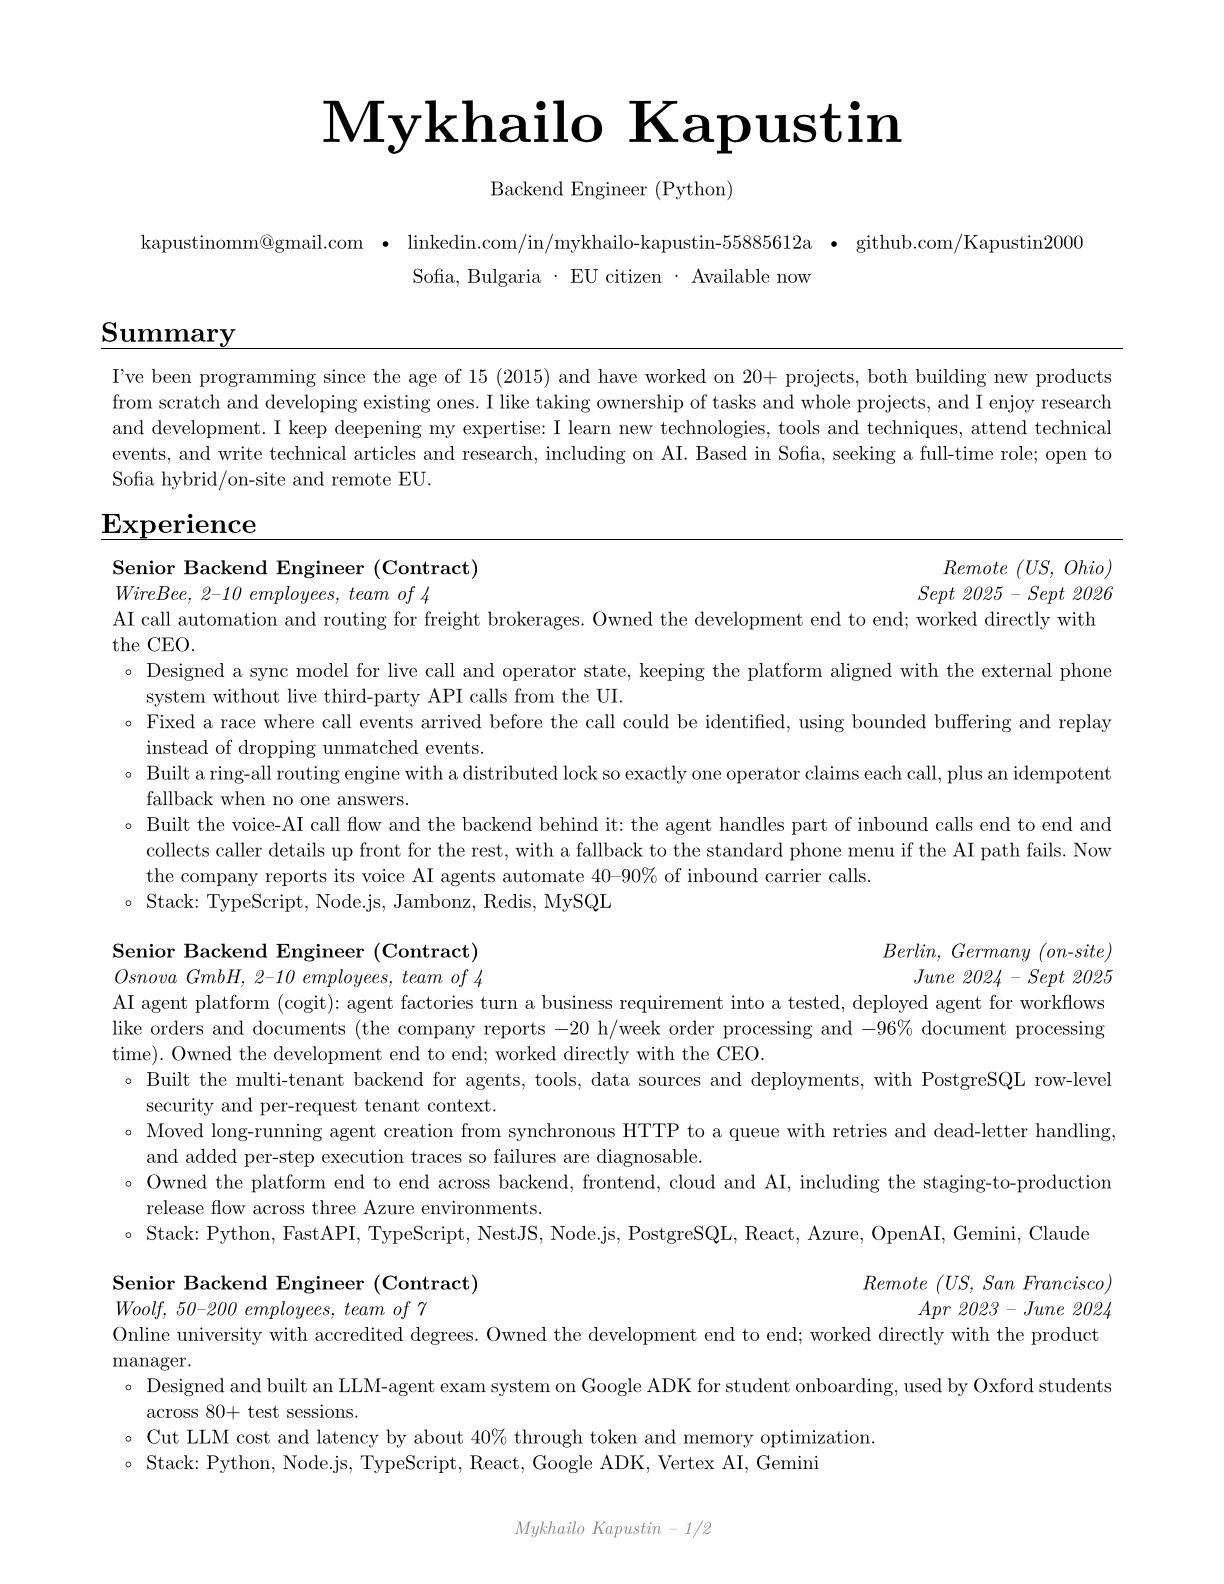 Mykhailo Kapustin
Backend Engineer (Python)
kapustinomm@gmail.com • linkedin.com/in/mykhailo-kapustin-55885612a • github.com/Kapustin2000
Sofia, Bulgaria · EU citizen · Available now
Summary
I've been programming since the age of 15 (2015) and have worked on 20+ projects, both building new products
from scratch and developing existing ones. I like taking ownership of tasks and whole projects, and I enjoy research
and development. I keep deepening my expertise: I learn new technologies, tools and techniques, attend technical
events, and write technical articles and research, including on AI. Based in Sofia, seeking a full-time role; open to
Sofia hybrid/on-site and remote EU.
Experience
Senior Backend Engineer (Contract) Remote (US, Ohio)
WireBee, 2–10 employees, team of 4 Sept 2025 – Sept 2026
AI call automation and routing for freight brokerages. Owned the development end to end; worked directly with
the CEO.
◦ Designed a sync model for live call and operator state, keeping the platform aligned with the external phone
system without live third-party API calls from the UI.
◦ Fixed a race where call events arrived before the call could be identified, using bounded buffering and replay
instead of dropping unmatched events.
◦ Built a ring-all routing engine with a distributed lock so exactly one operator claims each call, plus an idempotent
fallback when no one answers.
◦ Built the voice-AI call flow and the backend behind it: the agent handles part of inbound calls end to end and
collects caller details up front for the rest, with a fallback to the standard phone menu if the AI path fails. Now
the company reports its voice AI agents automate 40–90% of inbound carrier calls.
◦ Stack: TypeScript, Node.js, Jambonz, Redis, MySQL
Senior Backend Engineer (Contract) Berlin, Germany (on-site)
Osnova GmbH, 2–10 employees, team of 4 June 2024 – Sept 2025
AI agent platform (cogit): agent factories turn a business requirement into a tested, deployed agent for workflows
like orders and documents (the company reports −20 h/week order processing and −96% document processing
time). Owned the development end to end; worked directly with the CEO.
◦ Built the multi-tenant backend for agents, tools, data sources and deployments, with PostgreSQL row-level
security and per-request tenant context.
◦ Moved long-running agent creation from synchronous HTTP to a queue with retries and dead-letter handling,
and added per-step execution traces so failures are diagnosable.
◦ Owned the platform end to end across backend, frontend, cloud and AI, including the staging-to-production
release flow across three Azure environments.
◦ Stack: Python, FastAPI, TypeScript, NestJS, Node.js, PostgreSQL, React, Azure, OpenAI, Gemini, Claude
Senior Backend Engineer (Contract) Remote (US, San Francisco)
Woolf, 50–200 employees, team of 7 Apr 2023 – June 2024
Online university with accredited degrees. Owned the development end to end; worked directly with the product
manager.
◦ Designed and built an LLM-agent exam system on Google ADK for student onboarding, used by Oxford students
across 80+ test sessions.
◦ Cut LLM cost and latency by about 40% through token and memory optimization.
◦ Stack: Python, Node.js, TypeScript, React, Google ADK, Vertex AI, Gemini
Mykhailo Kapustin – 1/2